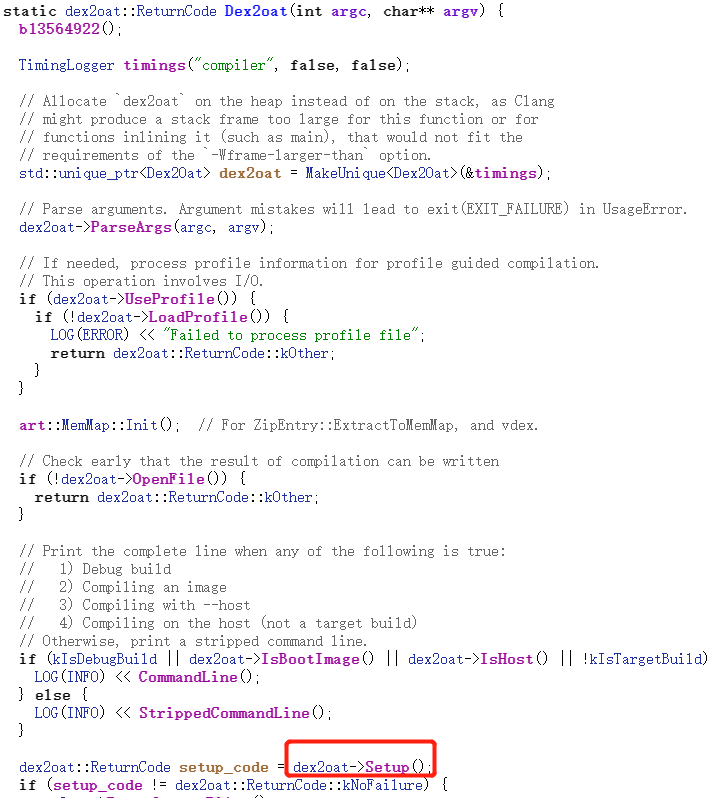 static dex2oat::ReturnCode Dex2oat(int argc, char** argv) {
  b13564922();

  TimingLogger timings("compiler", false, false);

  // Allocate `dex2oat` on the heap instead of on the stack, as Clang
  // might produce a stack frame too large for this function or for
  // functions inlining it (such as main), that would not fit the
  // requirements of the `-Wframe-larger-than` option.
  std::unique_ptr<Dex2Oat> dex2oat = MakeUnique<Dex2Oat>(&timings);

  // Parse arguments. Argument mistakes will lead to exit(EXIT_FAILURE) in UsageError.
  dex2oat->ParseArgs(argc, argv);

  // If needed, process profile information for profile guided compilation.
  // This operation involves I/O.
  if (dex2oat->UseProfile()) {
    if (!dex2oat->LoadProfile()) {
      LOG(ERROR) << "Failed to process profile file";
      return dex2oat::ReturnCode::kOther;
    }
  }

  art::MemMap::Init();  // For ZipEntry::ExtractToMemMap, and vdex.

  // Check early that the result of compilation can be written
  if (!dex2oat->OpenFile()) {
    return dex2oat::ReturnCode::kOther;
  }

  // Print the complete line when any of the following is true:
  //   1) Debug build
  //   2) Compiling an image
  //   3) Compiling with --host
  //   4) Compiling on the host (not a target build)
  // Otherwise, print a stripped command line.
  if (kIsDebugBuild || dex2oat->IsBootImage() || dex2oat->IsHost() || !kIsTargetBuild)
    LOG(INFO) << CommandLine();
  } else {
    LOG(INFO) << StrippedCommandLine();
  }

  dex2oat::ReturnCode setup_code = dex2oat->Setup();
  if (setup_code != dex2oat::ReturnCode::kNoFailure) {